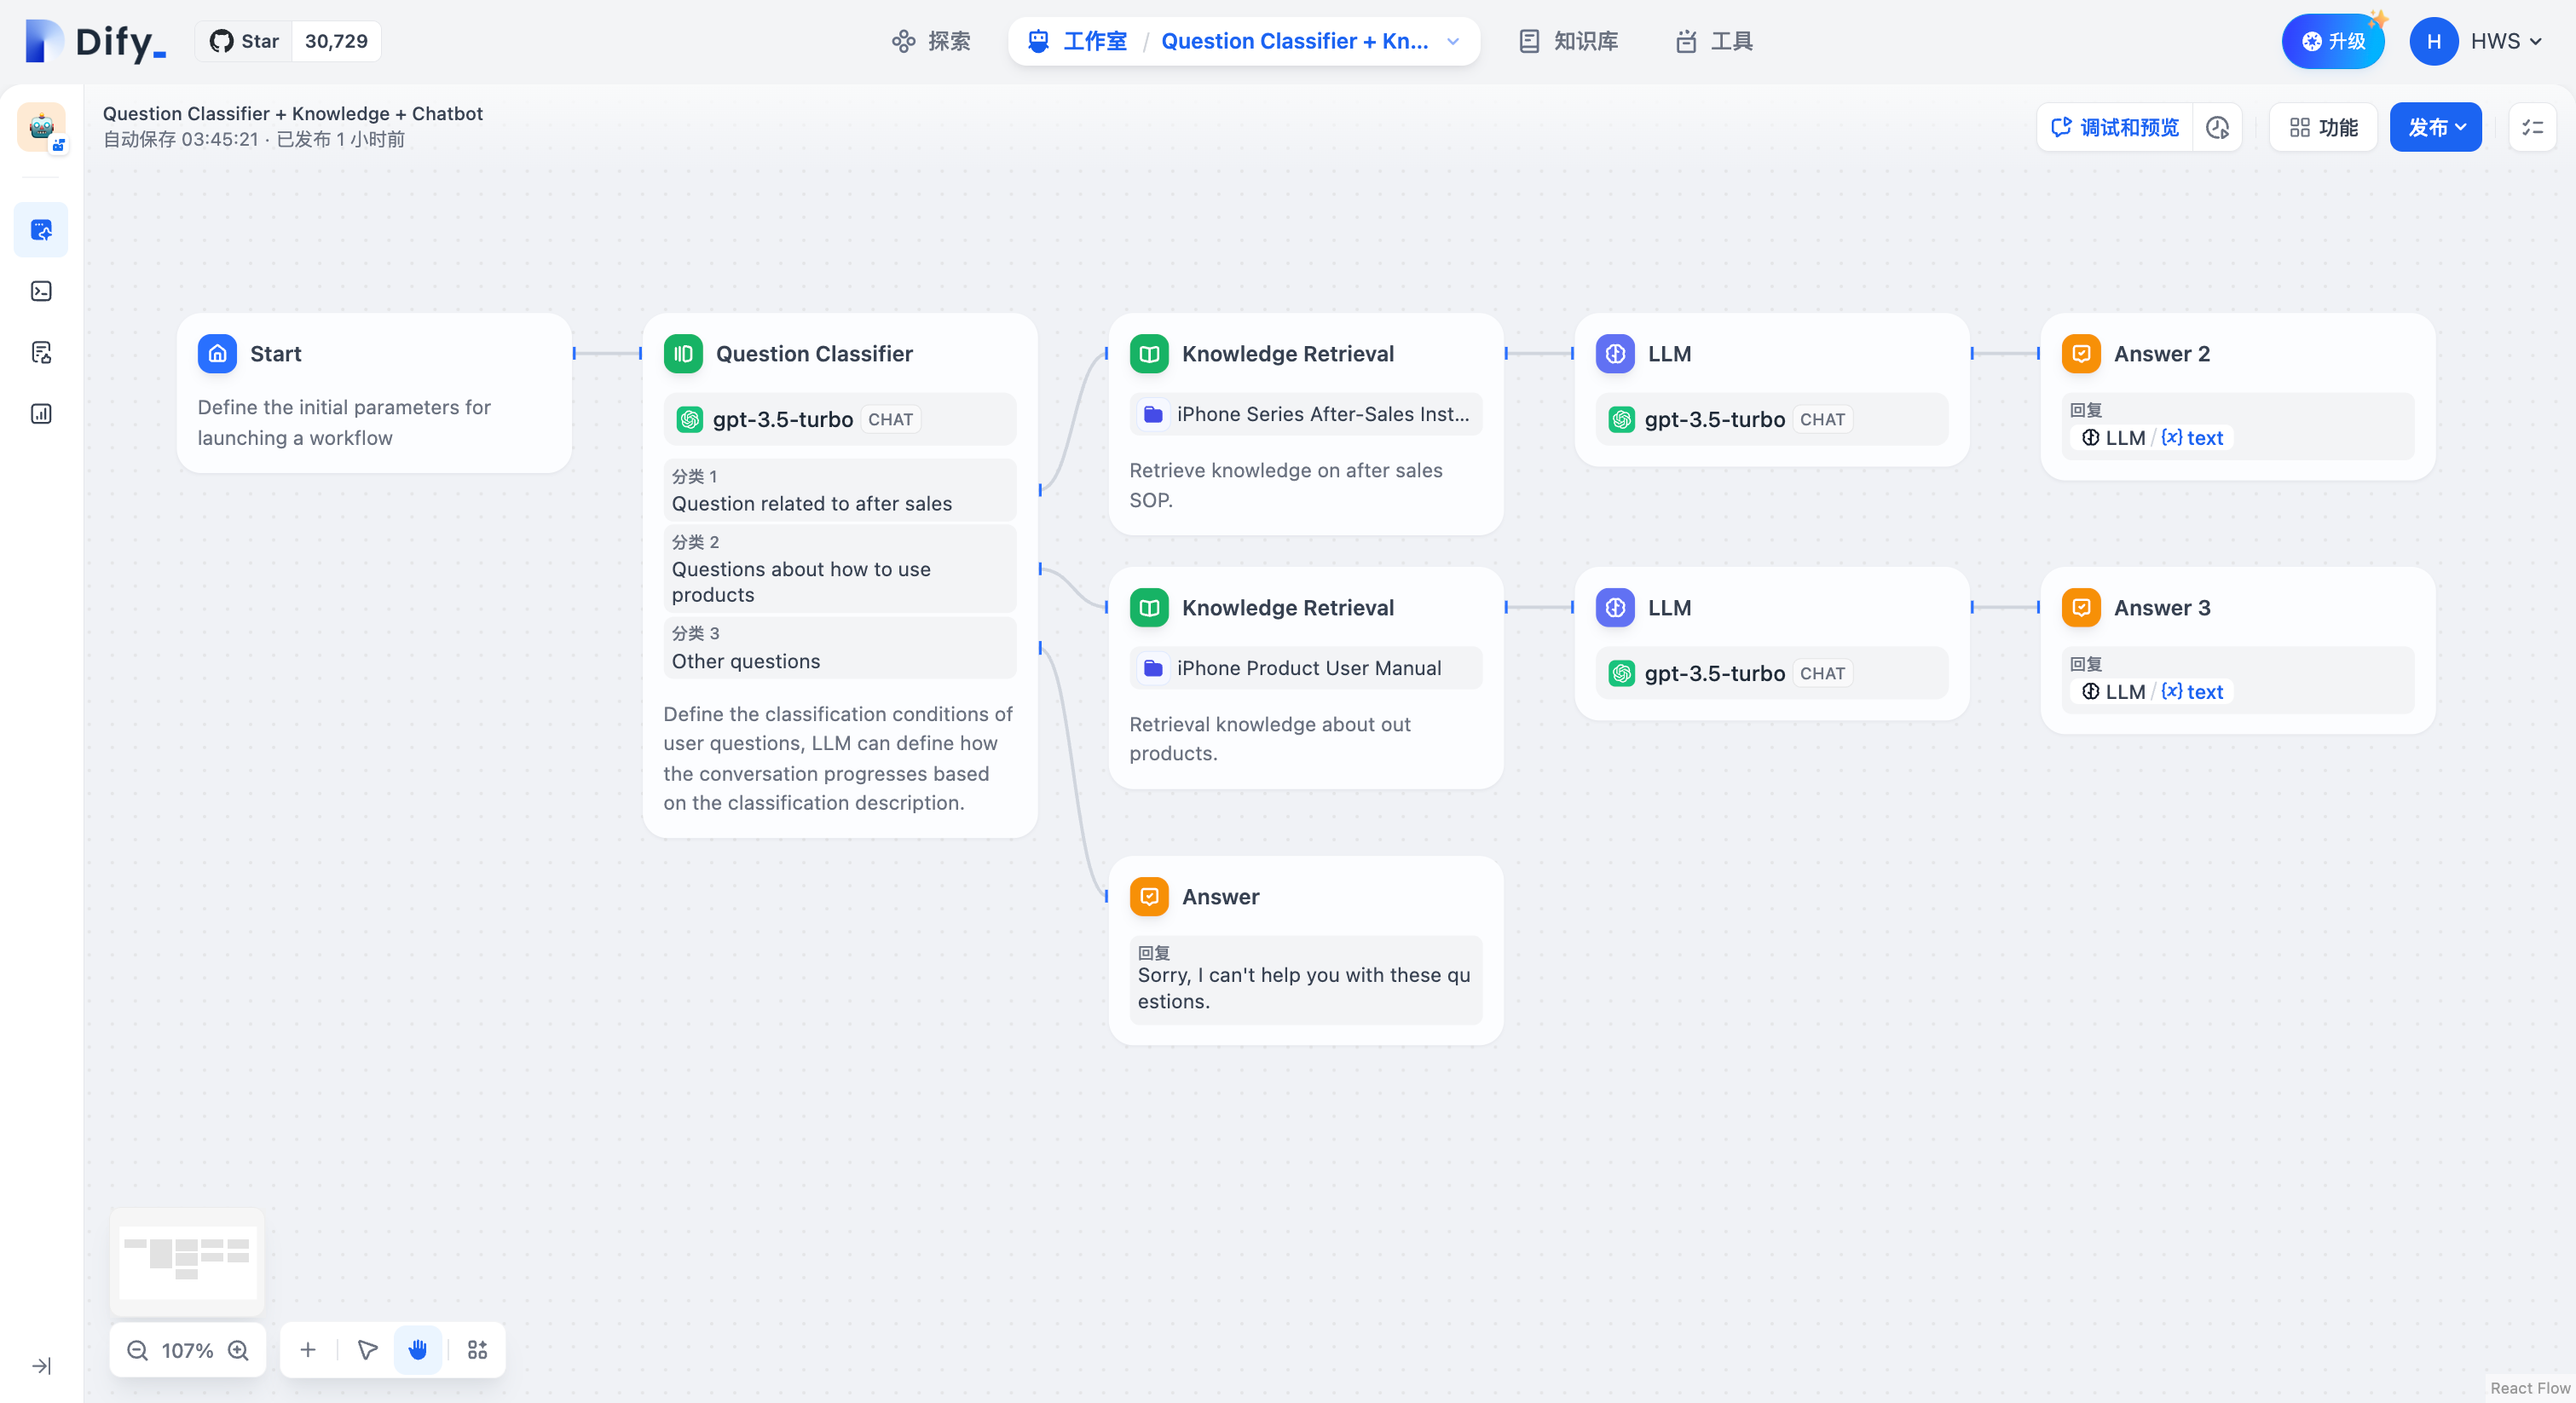 Dify_
Star 30,729
探索
工作室 / Question Classifier + Kn...
知识库
工具
升级
H HWS
Question Classifier + Knowledge + Chatbot
自动保存 03:45:21 · 已发布 1 小时前
调试和预览
功能
发布
Start
Define the initial parameters for
launching a workflow
Question Classifier
gpt-3.5-turbo CHAT
分类 1
Question related to after sales
分类 2
Questions about how to use
products
分类 3
Other questions
Define the classification conditions of
user questions, LLM can define how
the conversation progresses based
on the classification description.
Knowledge Retrieval
iPhone Series After-Sales Inst...
Retrieve knowledge on after sales
SOP.
LLM
gpt-3.5-turbo CHAT
Answer 2
回复
LLM / {x} text
Knowledge Retrieval
iPhone Product User Manual
Retrieval knowledge about out
products.
LLM
gpt-3.5-turbo CHAT
Answer 3
回复
LLM / {x} text
Answer
回复
Sorry, I can't help you with these qu
estions.
107%
React Flow